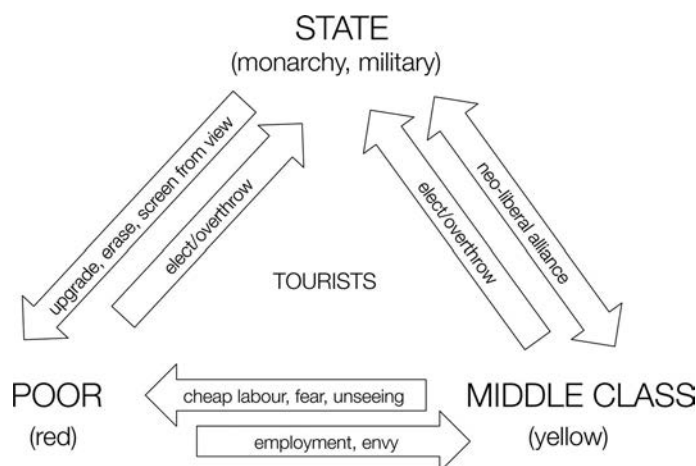 STATE
(monarchy, military)
upgrade, erase, screen from view
elect/overthrow
elect/overthrow
neo-liberal alliance
TOURISTS
POOR
(red)
cheap labour, fear, unseeing
employment, envy
MIDDLE CLASS
(yellow)